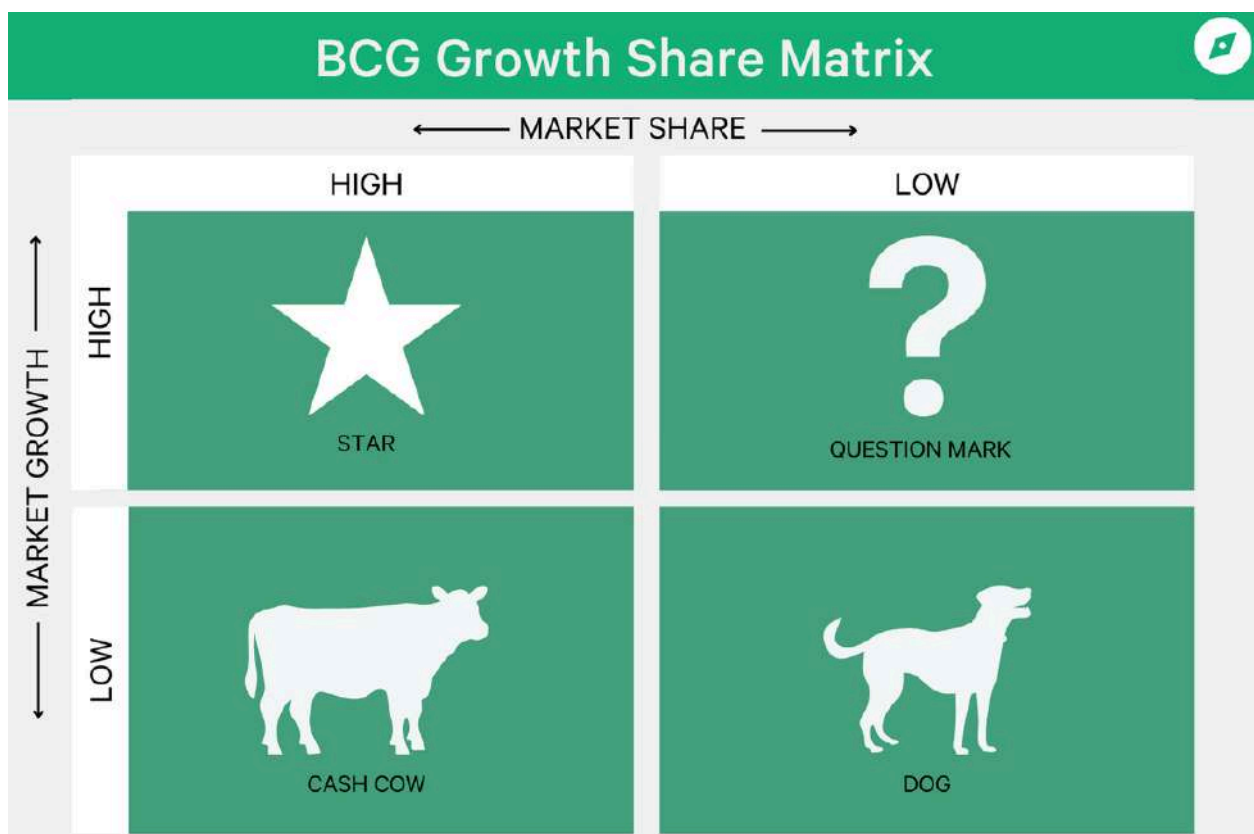 BCG Growth Share Matrix
MARKET SHARE
HIGH
LOW
MARKET GROWTH
HIGH
STAR
?
QUESTION MARK
LOW
CASH COW
DOG